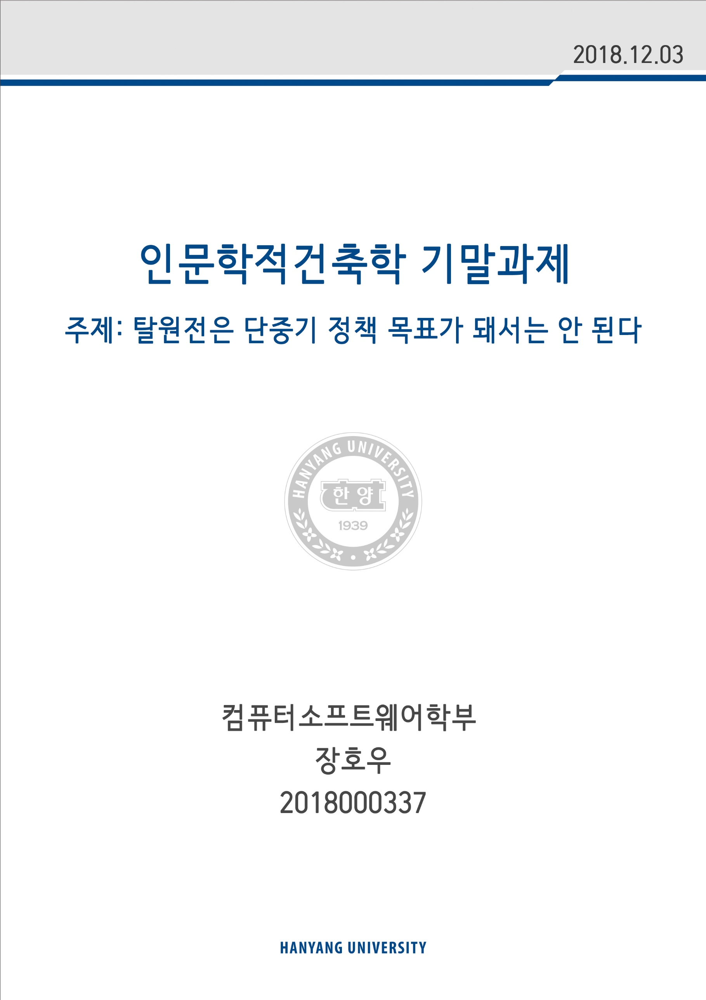 2018.12.03
인문학적건축학 기말과제
주제: 탈원전은 단중기 정책 목표가 돼서는 안 된다
HANYANG UNIVERSITY
한양
1939
컴퓨터소프트웨어학부
장호우
2018000337
HANYANG UNIVERSITY